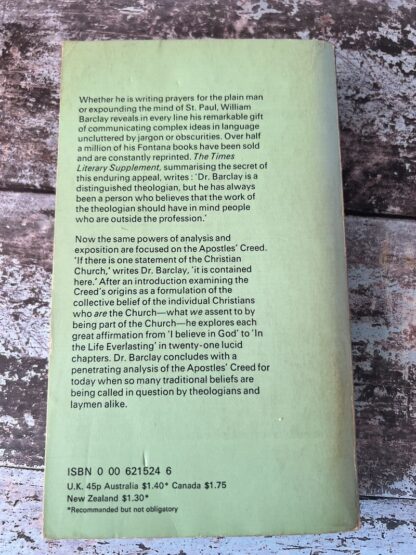 Whether he is writing prayers for the plain man
or expounding the mind of St. Paul, William
Barclay reveals in every line his remarkable gift
of communicating complex ideas in language
uncluttered by jargon or obscurities. Over half
a million of his Fontana books have been sold
and are constantly reprinted. The Times
Literary Supplement, summarising the secret of
this enduring appeal, writes : 'Dr. Barclay is a
distinguished theologian, but he has always
been a person who believes that the work of
the theologian should have in mind people
who are outside the profession.'
Now the same powers of analysis and
exposition are focused on the Apostles' Creed.
'If there is one statement of the Christian
Church,' writes Dr. Barclay, 'it is contained
here.' After an introduction examining the
Creed's origins as a formulation of the
collective belief of the individual Christians
who are the Church—what we assent to by
being part of the Church—he explores each
great affirmation from 'I believe in God' to 'In
the Life Everlasting' in twenty-one lucid
chapters. Dr. Barclay concludes with a
penetrating analysis of the Apostles' Creed for
today when so many traditional beliefs are
being called in question by theologians and
laymen alike.
ISBN 0 00 621524 6
U.K. 45p Australia $1.40* Canada $1.75
New Zealand $1.30*
*Recommended but not obligatory